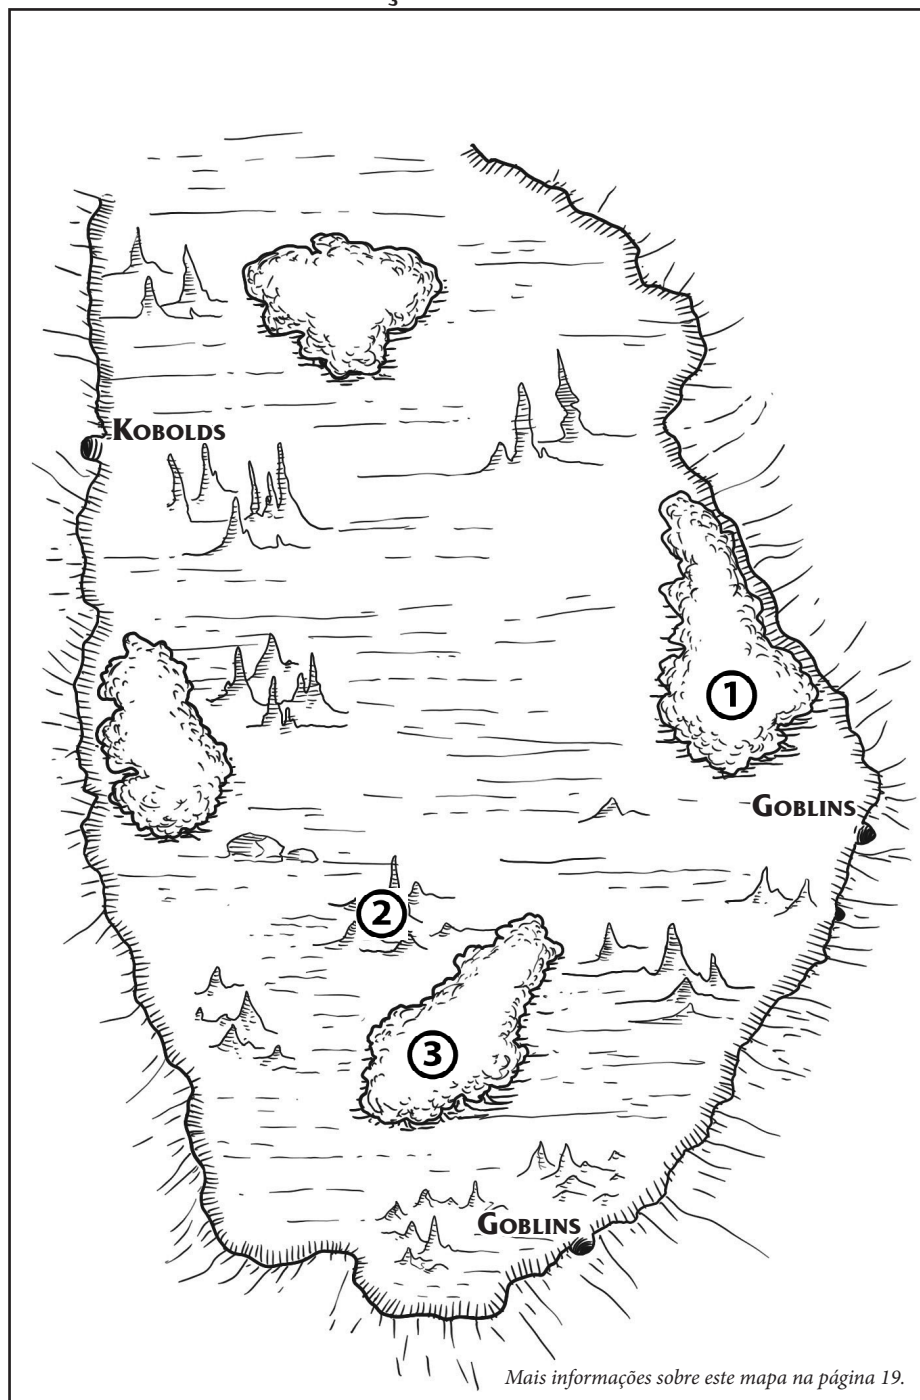 KOBOLDS
1
GOBLINS
2
3
GOBLINS
Mais informações sobre este mapa na página 19.